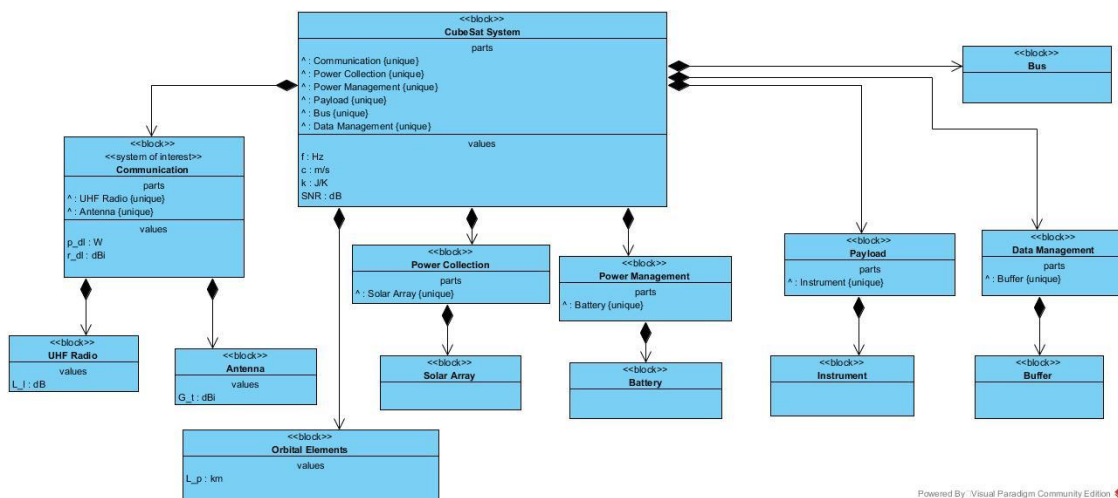 <<block>>
CubeSat System
parts
^ : Communication {unique}
^ : Power Collection {unique}
^ : Power Management {unique}
^ : Payload {unique}
^ : Bus {unique}
^ : Data Management {unique}
values
f : Hz
c : m/s
k : J/K
SNR : dB
<<block>>
Bus
<<block>>
<<system of interest>>
Communication
parts
^ : UHF Radio {unique}
^ : Antenna {unique}
values
p_dl : W
r_dl : dBi
<<block>>
Power Collection
parts
^ : Solar Array {unique}
<<block>>
Power Management
parts
^ : Battery {unique}
<<block>>
Payload
parts
^ : Instrument {unique}
<<block>>
Data Management
parts
^ : Buffer {unique}
<<block>>
UHF Radio
values
L_l : dB
<<block>>
Antenna
values
G_t : dBi
<<block>>
Solar Array
<<block>>
Battery
<<block>>
Instrument
<<block>>
Buffer
<<block>>
Orbital Elements
values
L_p : km
Powered By Visual Paradigm Community Edition